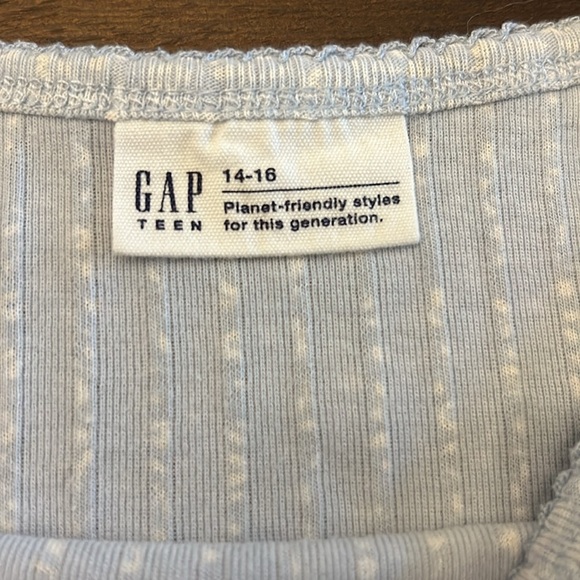 GAP
TEEN
14-16
Planet-friendly styles
for this generation.